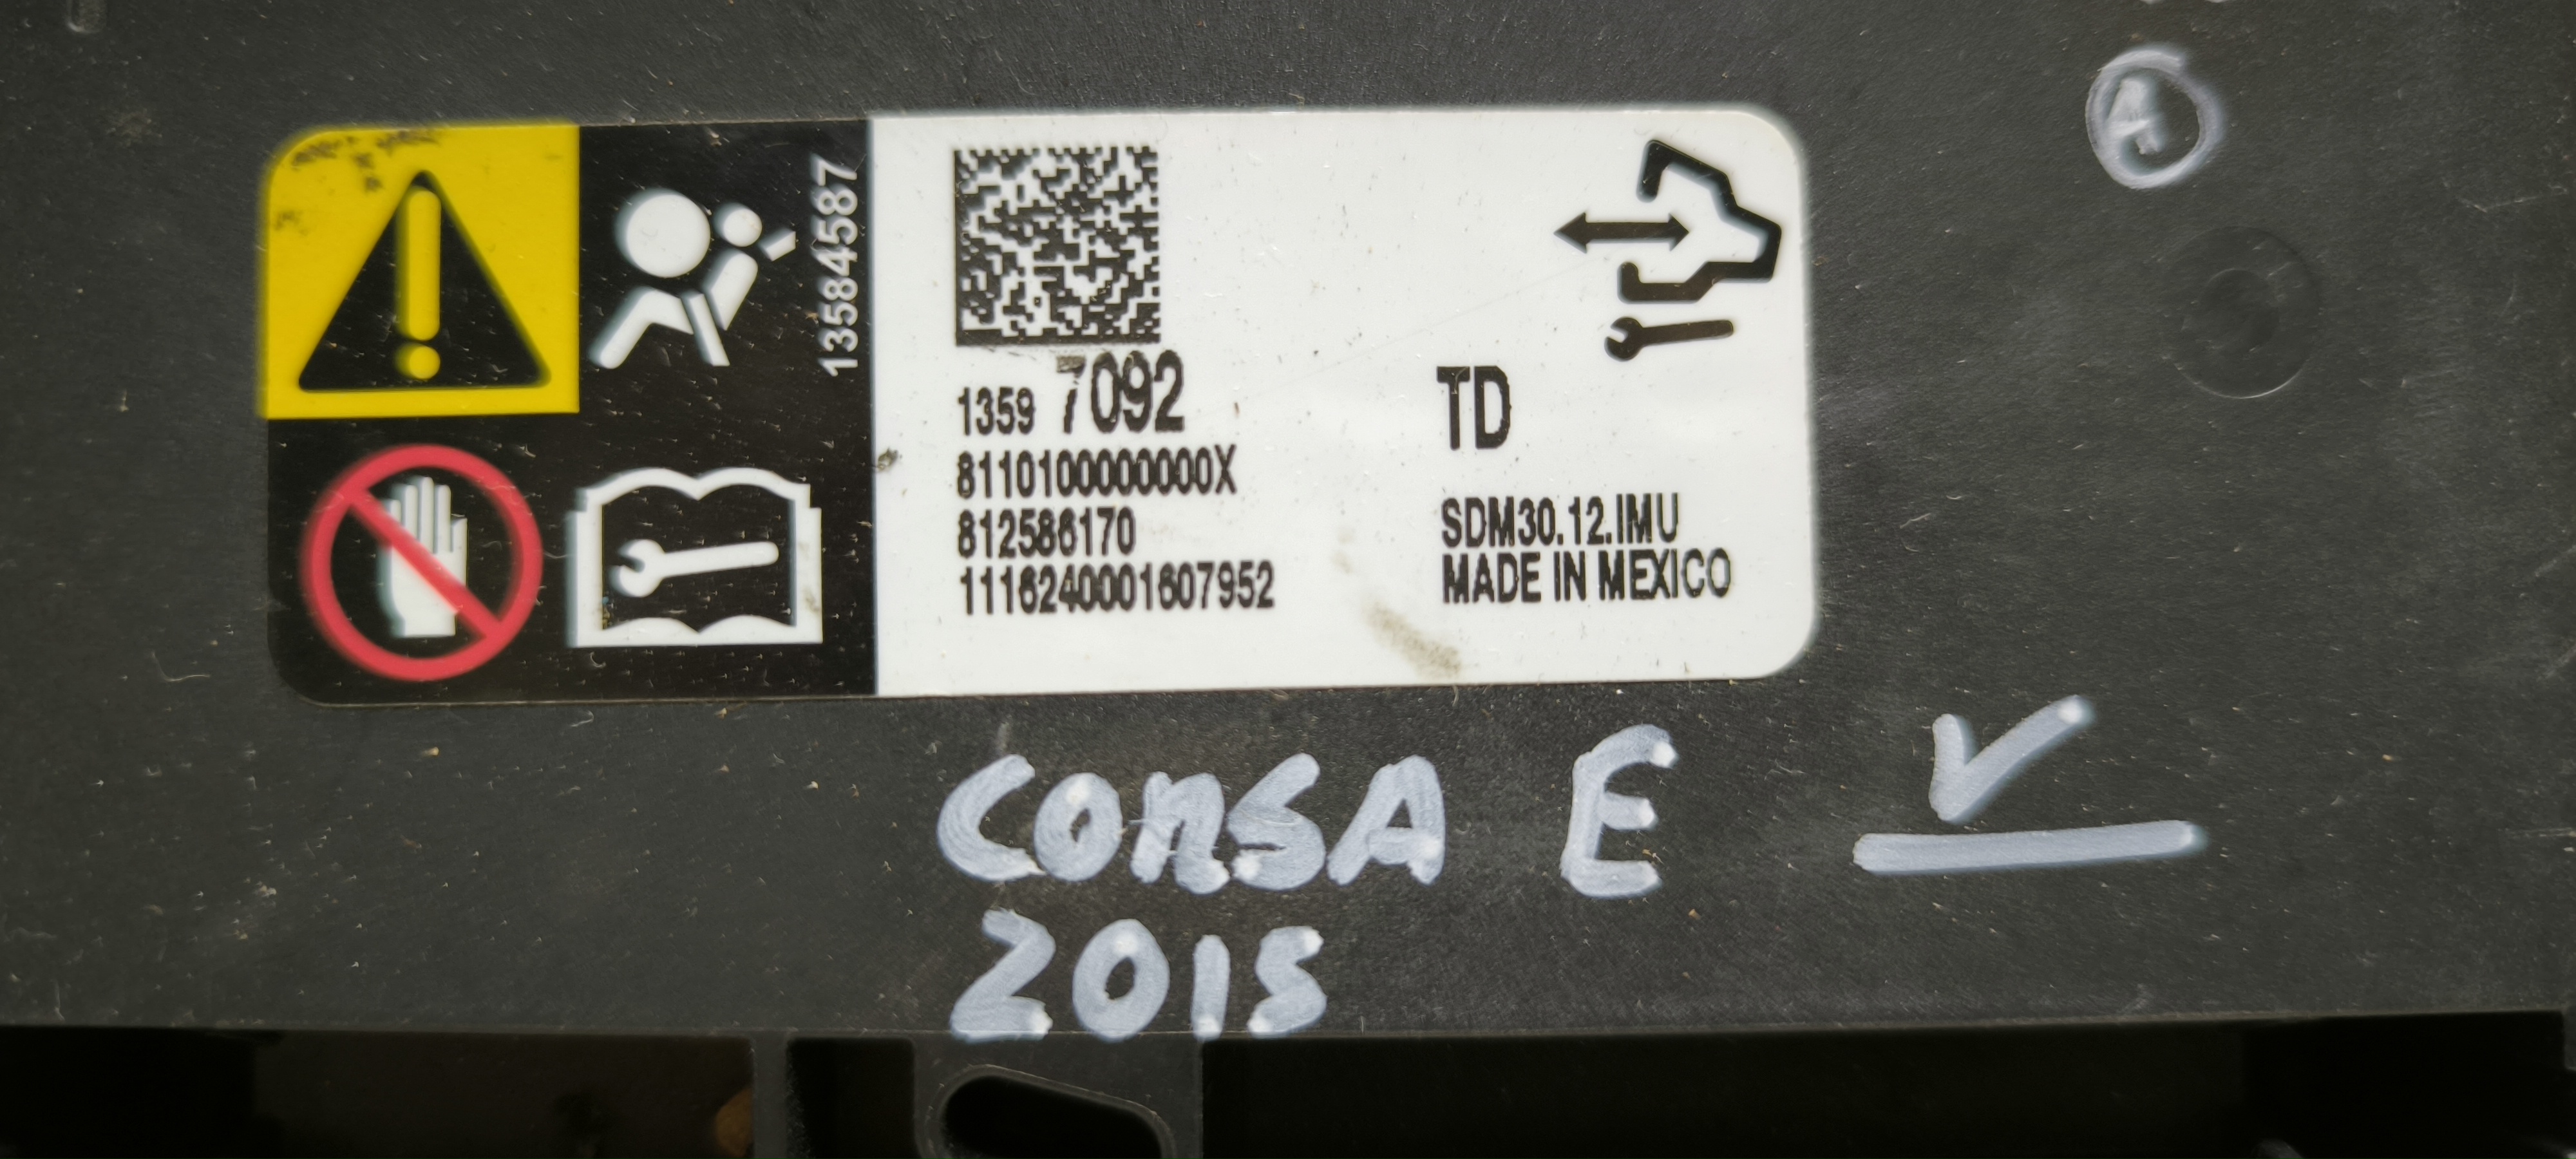 A
13584587
1359 7092
TD
8110100000000X
812586170
SDM30.12.IMU
1116240001607952
MADE IN MEXICO
CORSA E
2015